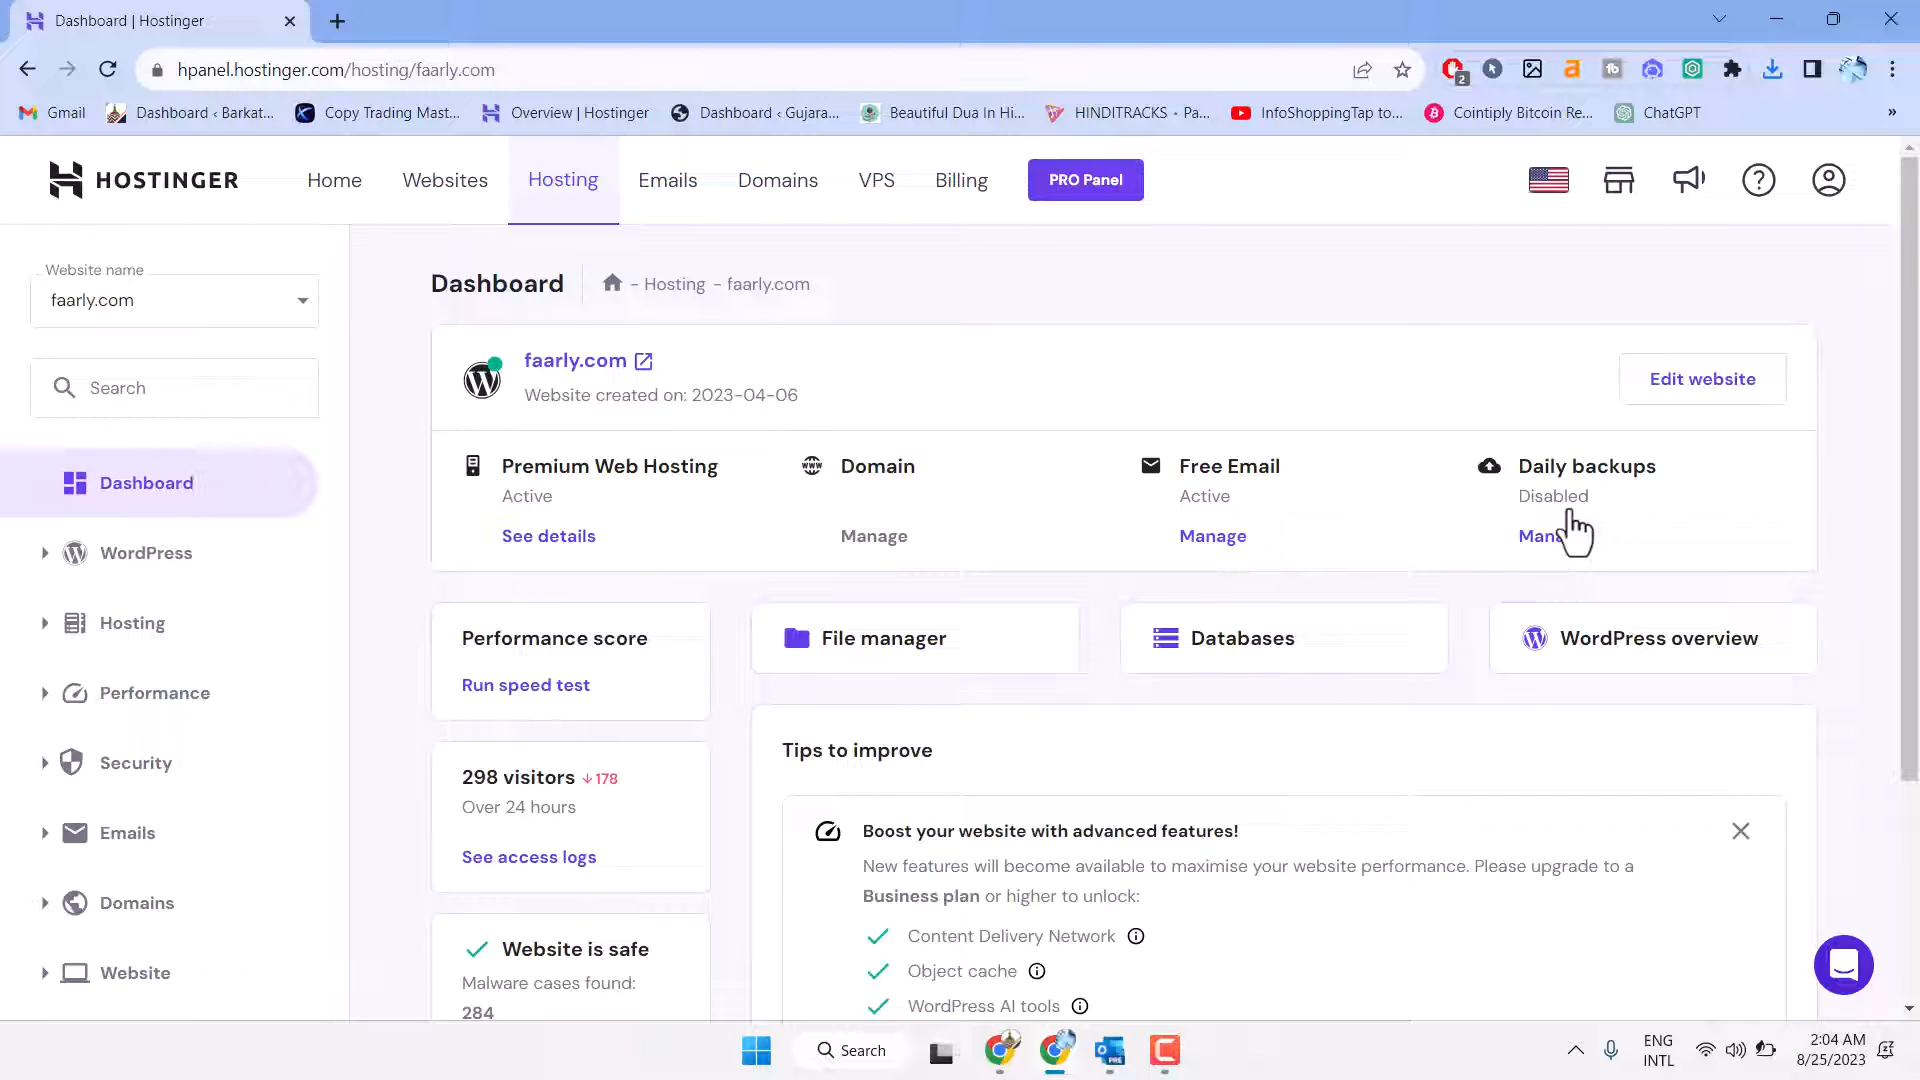 Dashboard | Hostinger
hpanel.hostinger.com/hosting/faarly.com
2
Gmail
Dashboard ‹ Barkat...
Copy Trading Mast...
Overview | Hostinger
Dashboard ‹ Gujara...
Beautiful Dua In Hi...
HINDITRACKS • Pa...
InfoShoppingTap to...
Cointiply Bitcoin Re...
ChatGPT
»
HOSTINGER
Home
Websites
Hosting
Emails
Domains
VPS
Billing
PRO Panel
Website name
faarly.com
Search
Dashboard
WordPress
Hosting
Performance
Security
Emails
Domains
Website
Dashboard
- Hosting - faarly.com
faarly.com
Website created on: 2023-04-06
Edit website
Premium Web Hosting
Active
See details
Domain
Manage
Free Email
Active
Manage
Daily backups
Disabled
Performance score
Run speed test
File manager
Databases
WordPress overview
298 visitors ↓178
Over 24 hours
See access logs
Website is safe
Malware cases found:
284
Tips to improve
Boost your website with advanced features!
New features will become available to maximise your website performance. Please upgrade to a
Business plan or higher to unlock:
Content Delivery Network
Object cache
WordPress AI tools
Search
PRE
ENG
INTL
2:04 AM
8/25/2023